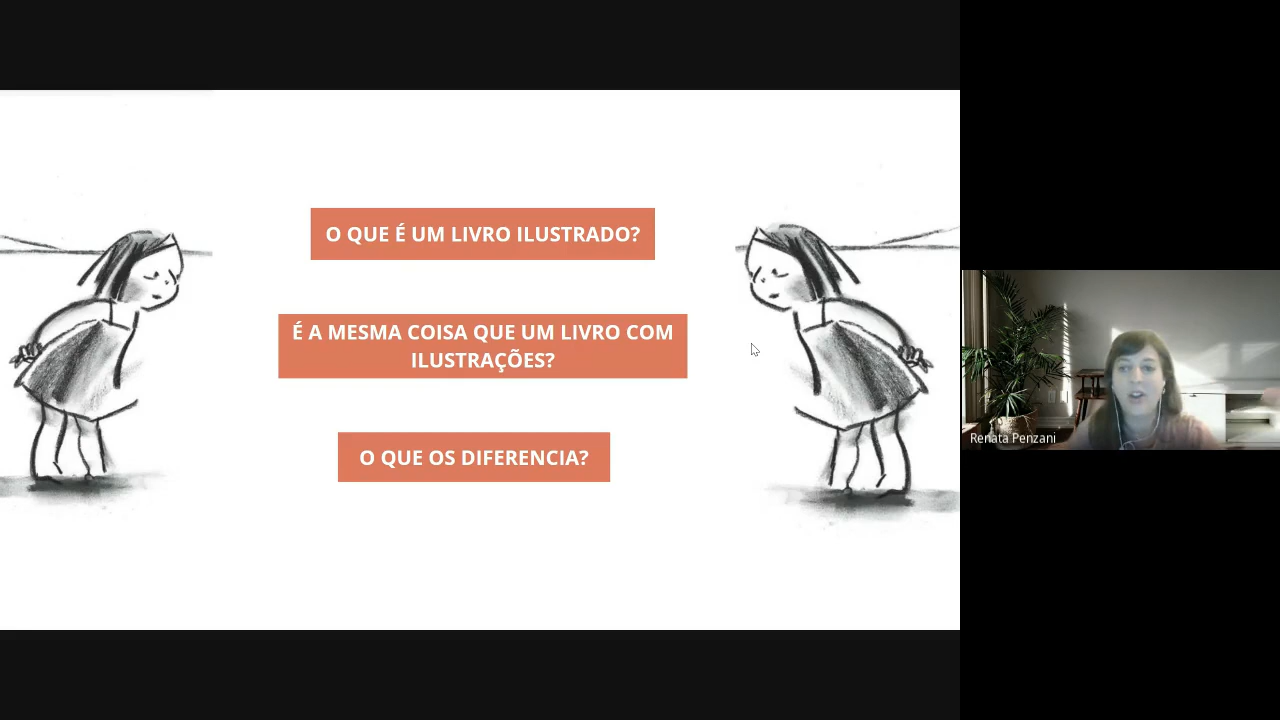 O QUE É UM LIVRO ILUSTRADO?
É A MESMA COISA QUE UM LIVRO COM
ILUSTRAÇÕES?
O QUE OS DIFERENCIA?
Renata Penzani